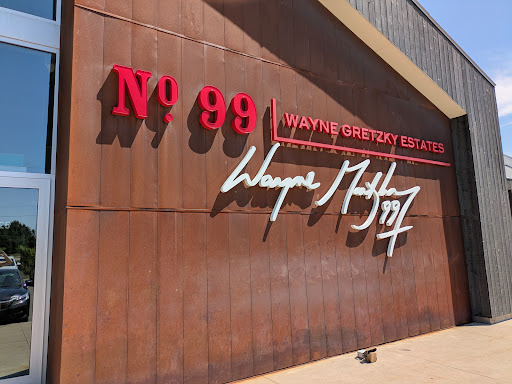 Nº 99 WAYNE GRETZKY ESTATES
Wayne Gretzky 99